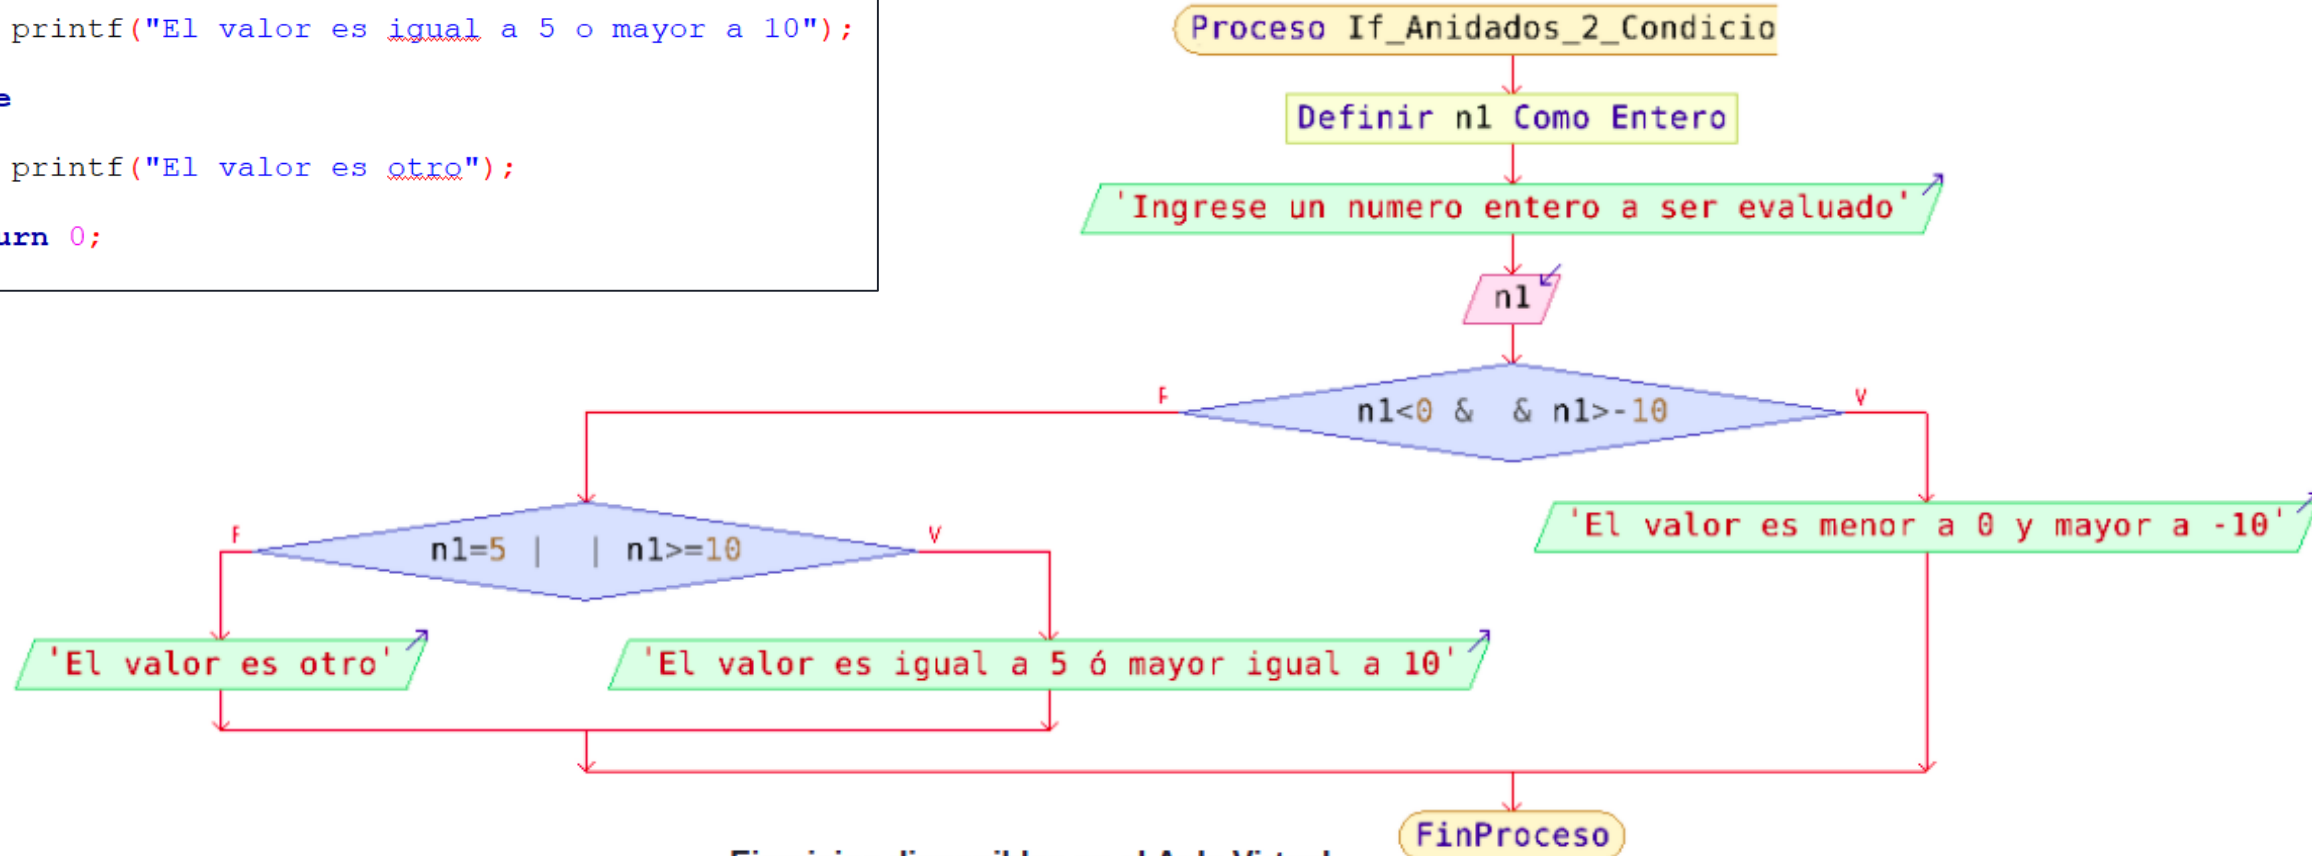 printf("El valor es igual a 5 o mayor a 10");
e
printf("El valor es otro");
urn 0;
Proceso If_Anidados_2_Condicio
Definir n1 Como Entero
'Ingrese un numero entero a ser evaluado'
n1
F
n1<0 & & n1>-10
V
'El valor es menor a 0 y mayor a -10'
F
n1=5 | | n1>=10
V
'El valor es otro'
'El valor es igual a 5 ó mayor igual a 10'
FinProceso